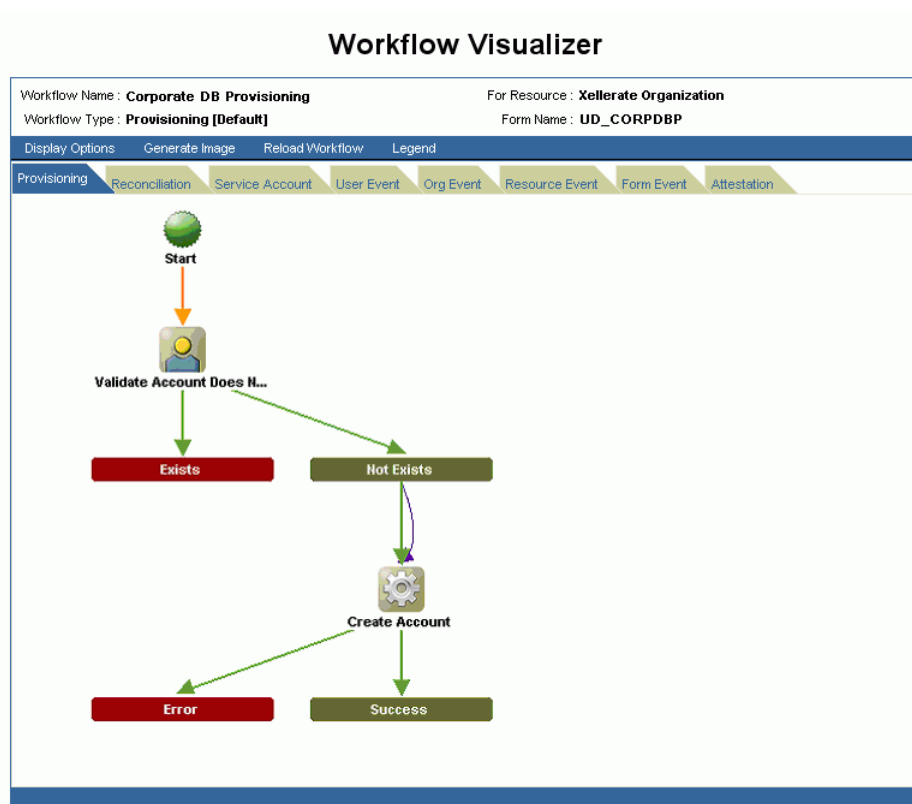 Workflow Visualizer
Workflow Name : Corporate DB Provisioning For Resource : Xellerate Organization
Workflow Type : Provisioning [Default] Form Name : UD_CORPDBP
Display Options Generate Image Reload Workflow Legend
Provisioning Reconciliation Service Account User Event Org Event Resource Event Form Event Attestation
Start
Validate Account Does N...
Exists Not Exists
Create Account
Error Success